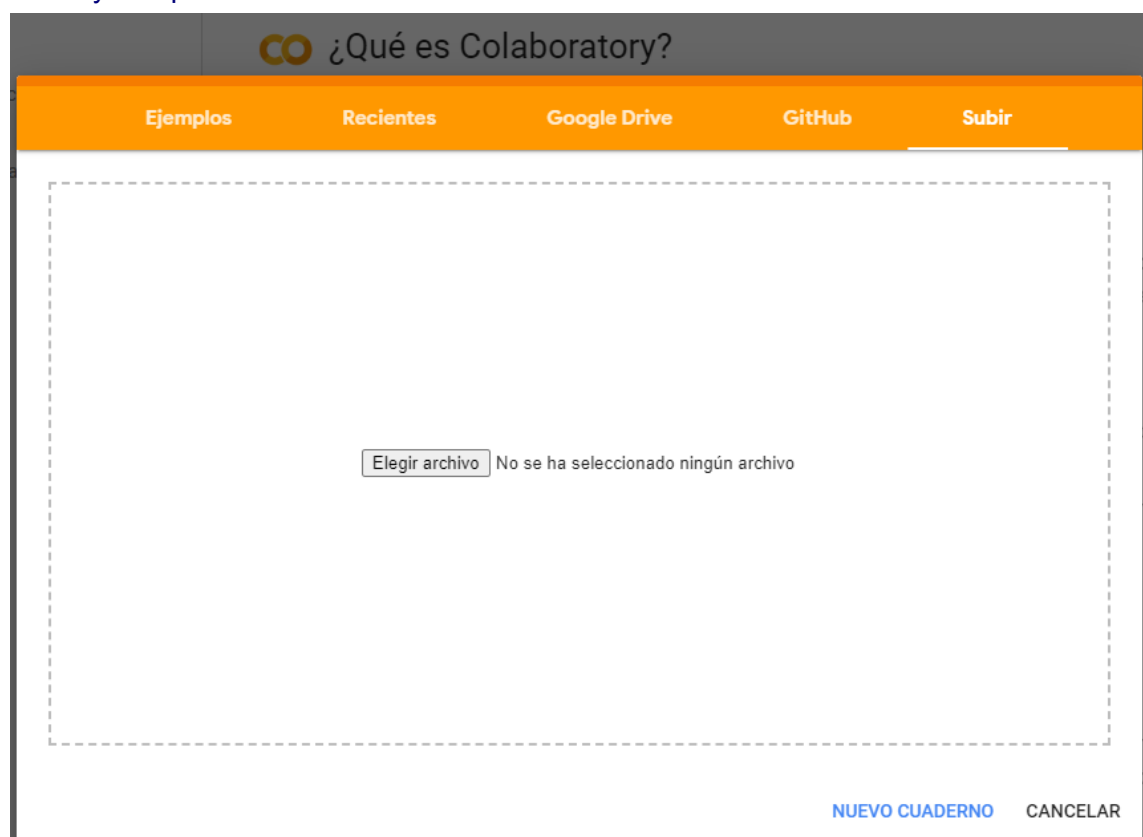 ¿Qué es Colaboratory?
Ejemplos Recientes Google Drive GitHub Subir
Elegir archivo No se ha seleccionado ningún archivo
NUEVO CUADERNO CANCELAR